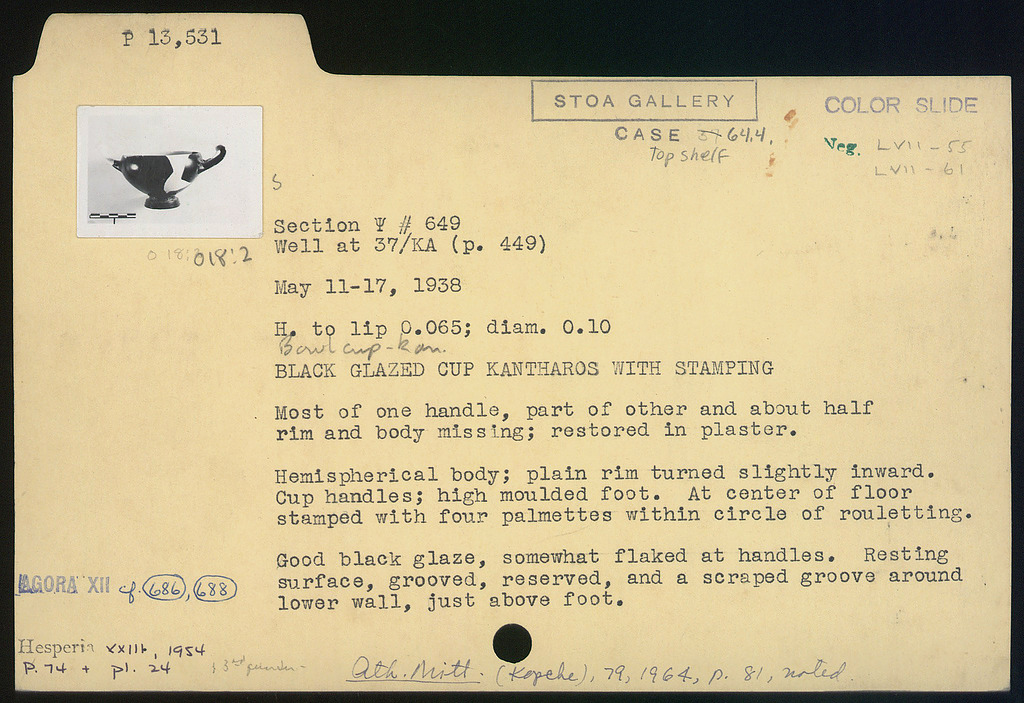 P 13,531
STOA GALLERY
COLOR SLIDE
CASE 37 64.4.
Top shelf
Neg. LVII-55
LVII-61
S
Section Ψ # 649
Well at 37/KA (p. 449)
018:2
May 11-17, 1938
H. to lip 0.065; diam. 0.10
Bowl cup-kan.
BLACK GLAZED CUP KANTHAROS WITH STAMPING
Most of one handle, part of other and about half
rim and body missing; restored in plaster.
Hemispherical body; plain rim turned slightly inward.
Cup handles; high moulded foot. At center of floor
stamped with four palmettes within circle of rouletting.
Good black glaze, somewhat flaked at handles. Resting
surface, grooved, reserved, and a scraped groove around
lower wall, just above foot.
AGORA XII cf. 686, 688
Hesperia XXIII, 1954
P. 74 + pl. 24
Ath. Mitt. (Kopcke), 79, 1964, p. 81, noted.